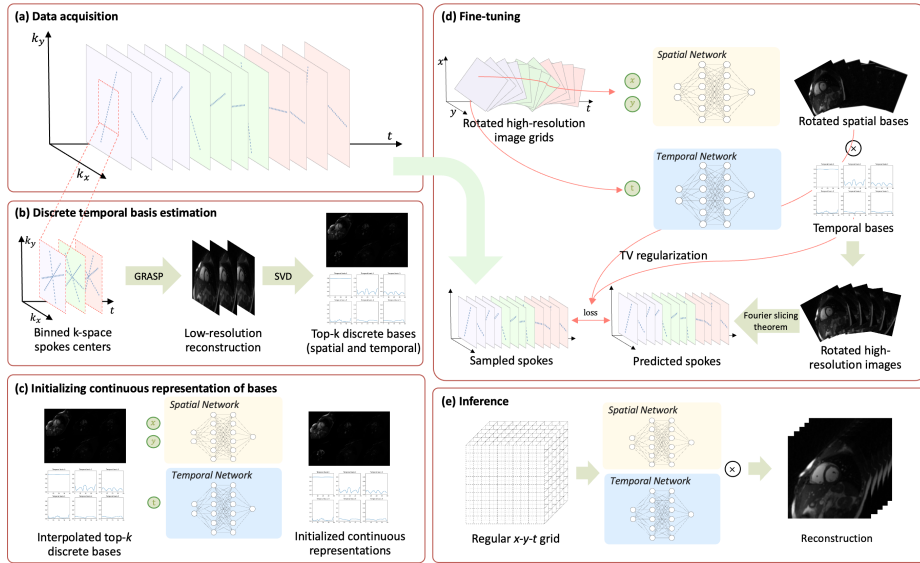 (a) Data acquisition
k_y
t
k_x
(b) Discrete temporal basis estimation
k_y
k_x
t
GRASP
SVD
Binned k-space
spokes centers
Low-resolution
reconstruction
Top-k discrete bases
(spatial and temporal)
(c) Initializing continuous representation of bases
Spatial Network
x
y
Temporal Network
t
Interpolated top-k
discrete bases
Initialized continuous
representations
(d) Fine-tuning
x
y
t
Rotated high-resolution
image grids
x
y
Spatial Network
Rotated spatial bases
×
t
Temporal Network
Temporal bases
TV regularization
loss
Fourier slicing
theorem
Sampled spokes
Predicted spokes
Rotated high-
resolution images
(e) Inference
Spatial Network
Temporal Network
×
Regular x-y-t grid
Reconstruction